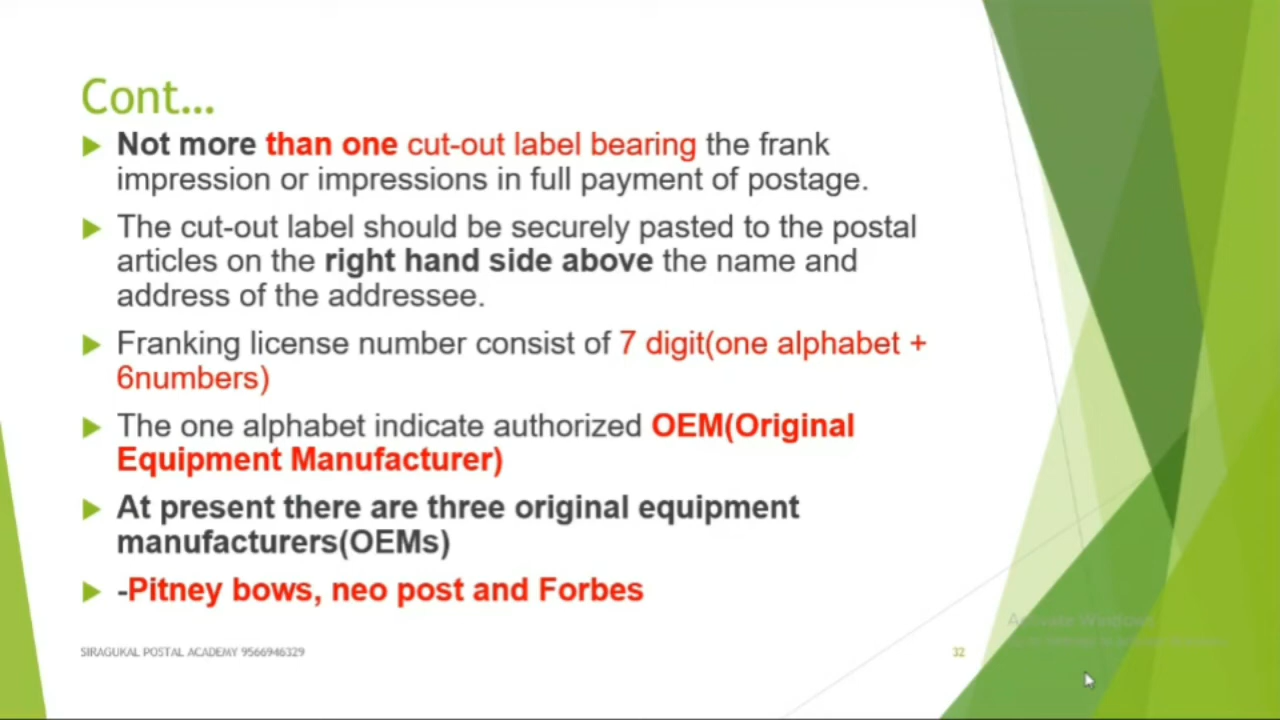 Cont...
Not more than one cut-out label bearing the frank
impression or impressions in full payment of postage.
The cut-out label should be securely pasted to the postal
articles on the right hand side above the name and
address of the addressee.
Franking license number consist of 7 digit(one alphabet +
6numbers)
The one alphabet indicate authorized OEM(Original
Equipment Manufacturer)
At present there are three original equipment
manufacturers(OEMs)
-Pitney bows, neo post and Forbes
SIRAGUKAL POSTAL ACADEMY 9566946329
32
Activate Windows